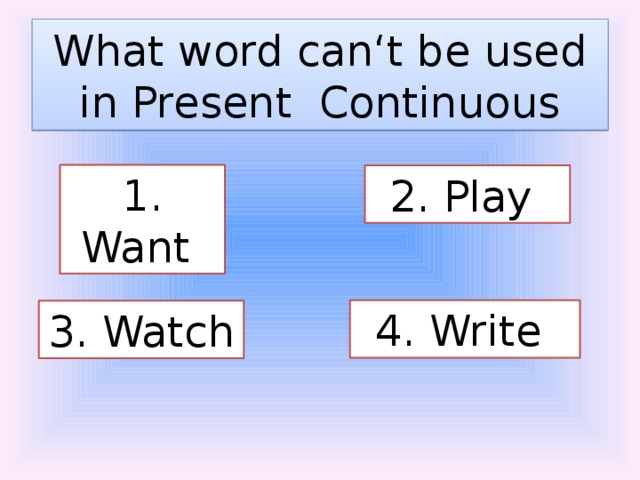 What word can‘t be used
in Present Continuous
1.
Want
2. Play
3. Watch
4. Write